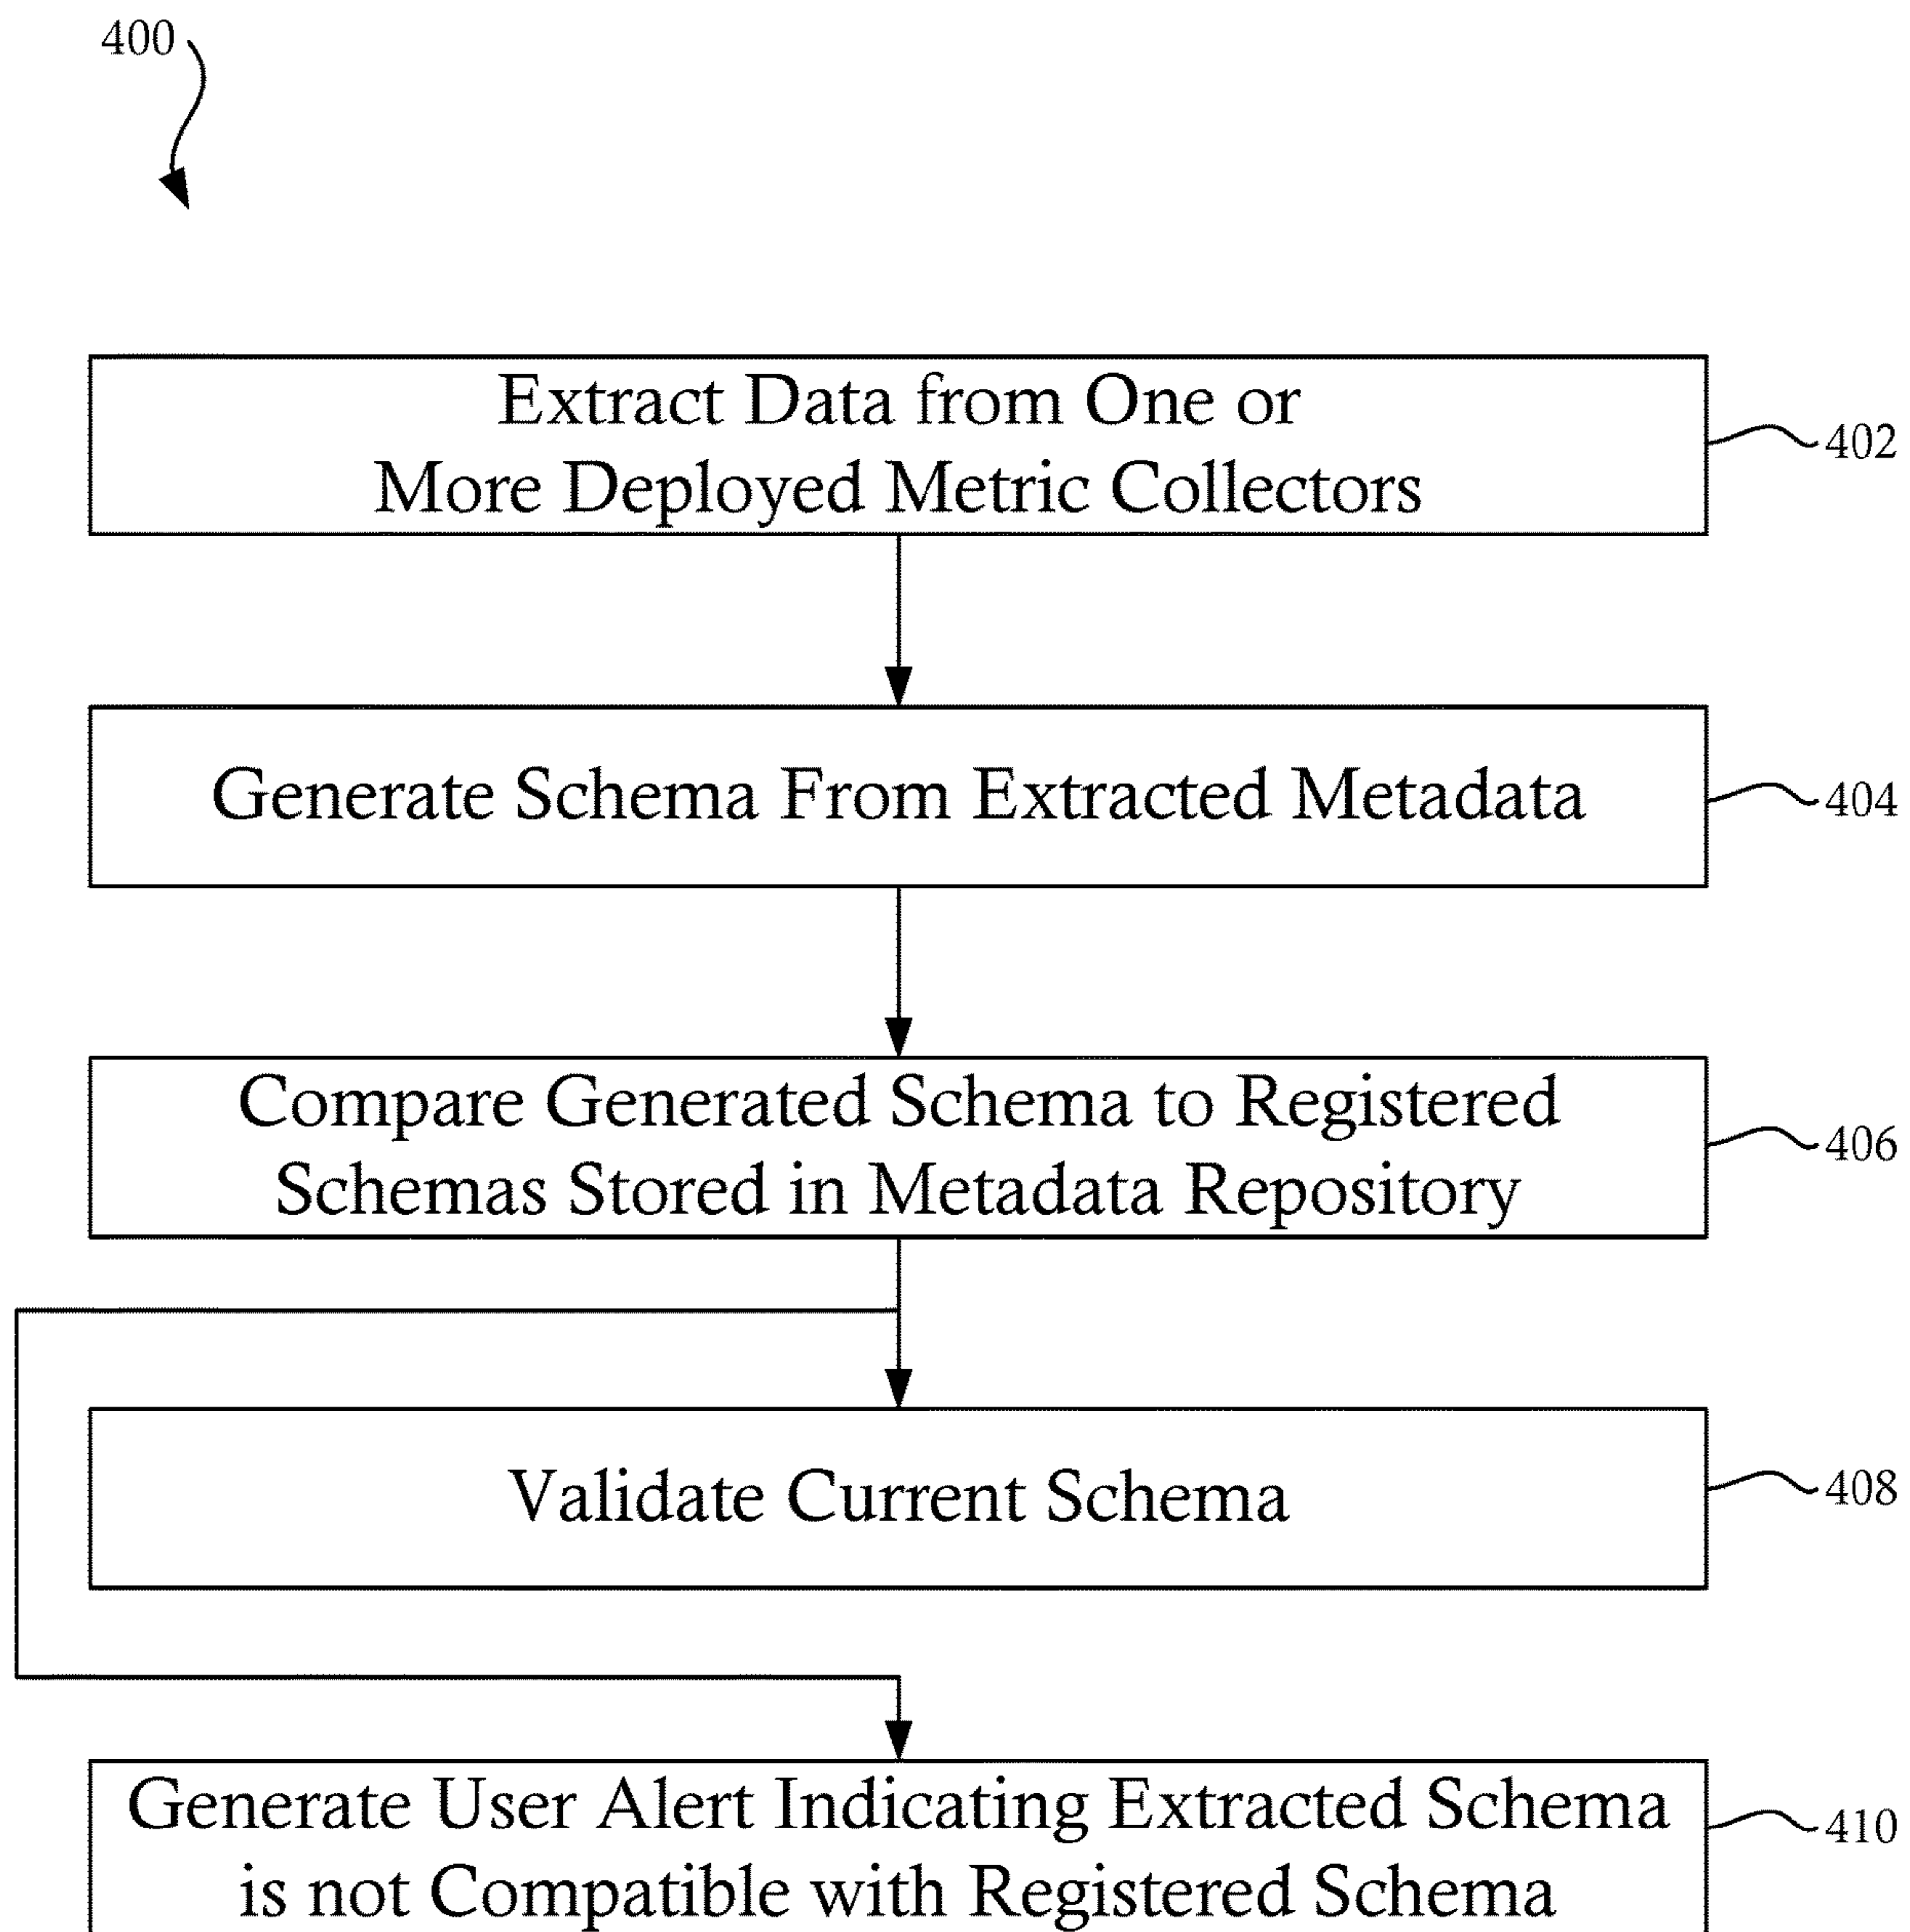 400
Extract Data from One or
More Deployed Metric Collectors
402
Generate Schema From Extracted Metadata
404
Compare Generated Schema to Registered
Schemas Stored in Metadata Repository
406
Validate Current Schema
408
Generate User Alert Indicating Extracted Schema
is not Compatible with Registered Schema
410